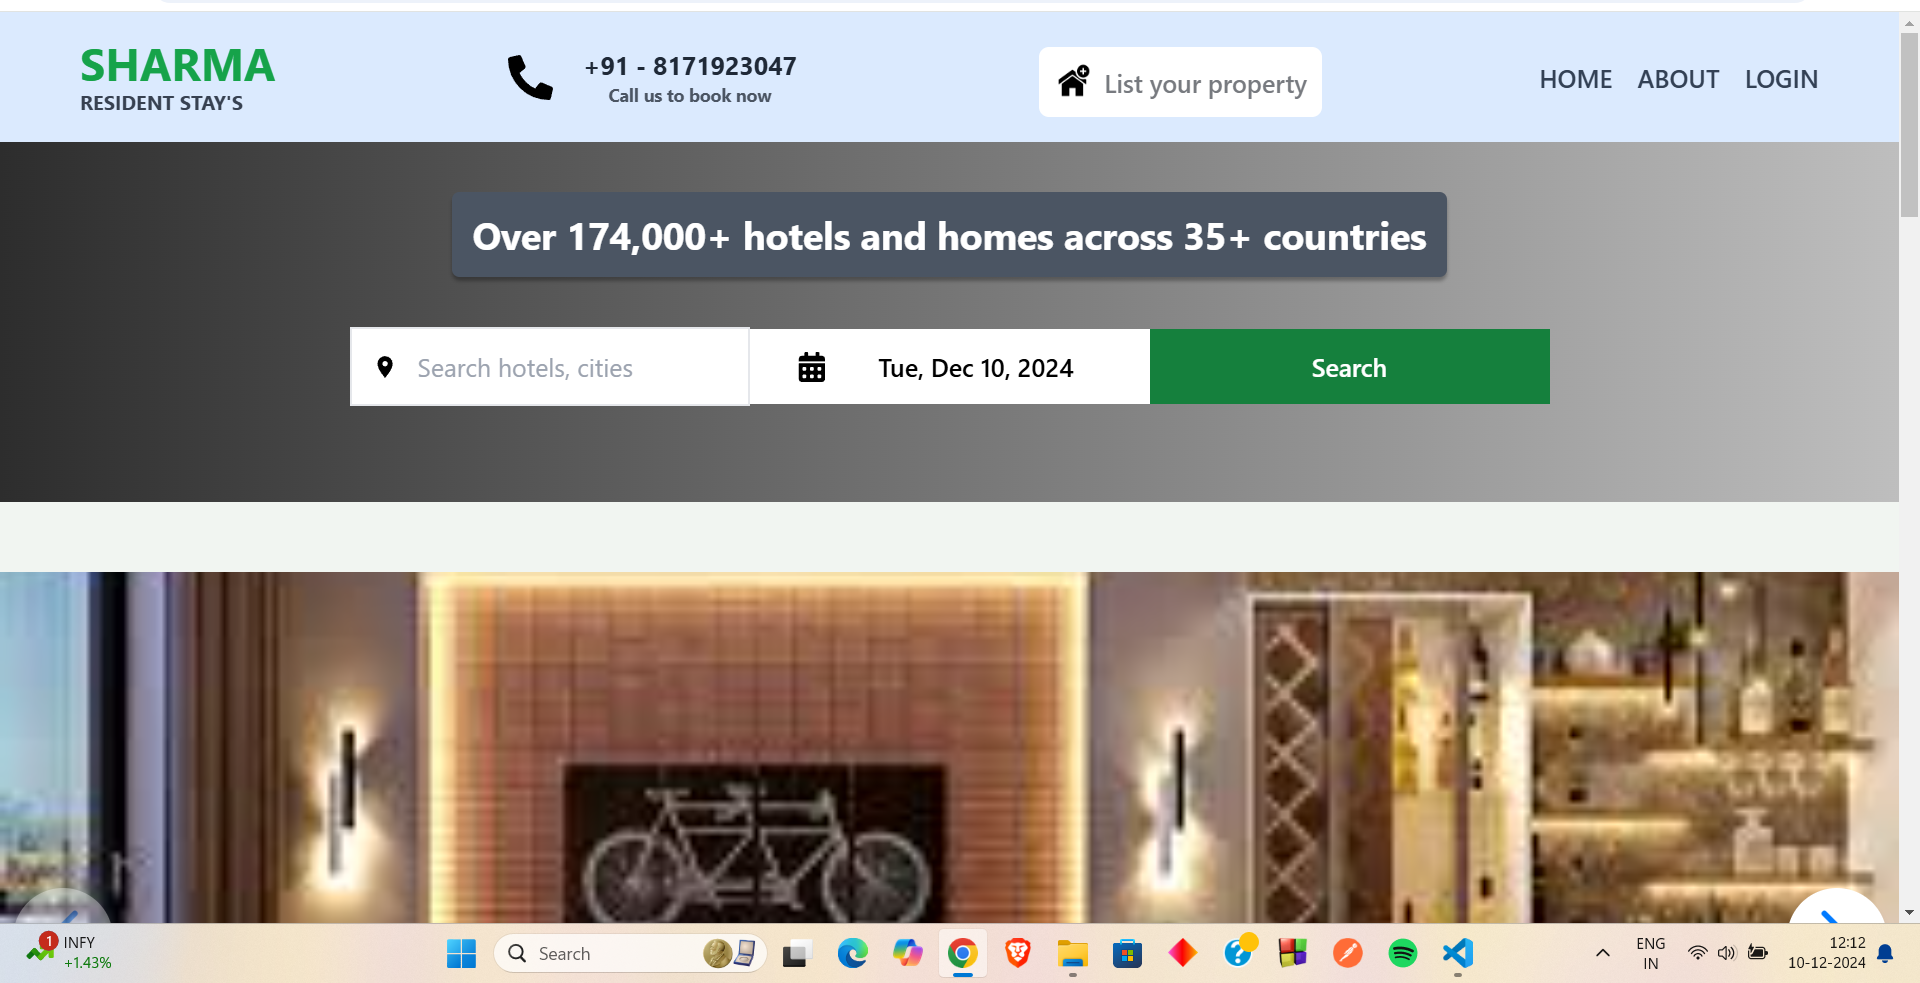 SHARMA
RESIDENT STAY'S
+91 - 8171923047
Call us to book now
List your property
HOME ABOUT LOGIN
Over 174,000+ hotels and homes across 35+ countries
Search hotels, cities
Tue, Dec 10, 2024
Search
1
INFY
+1.43%
Search
ENG
IN
12:12
10-12-2024